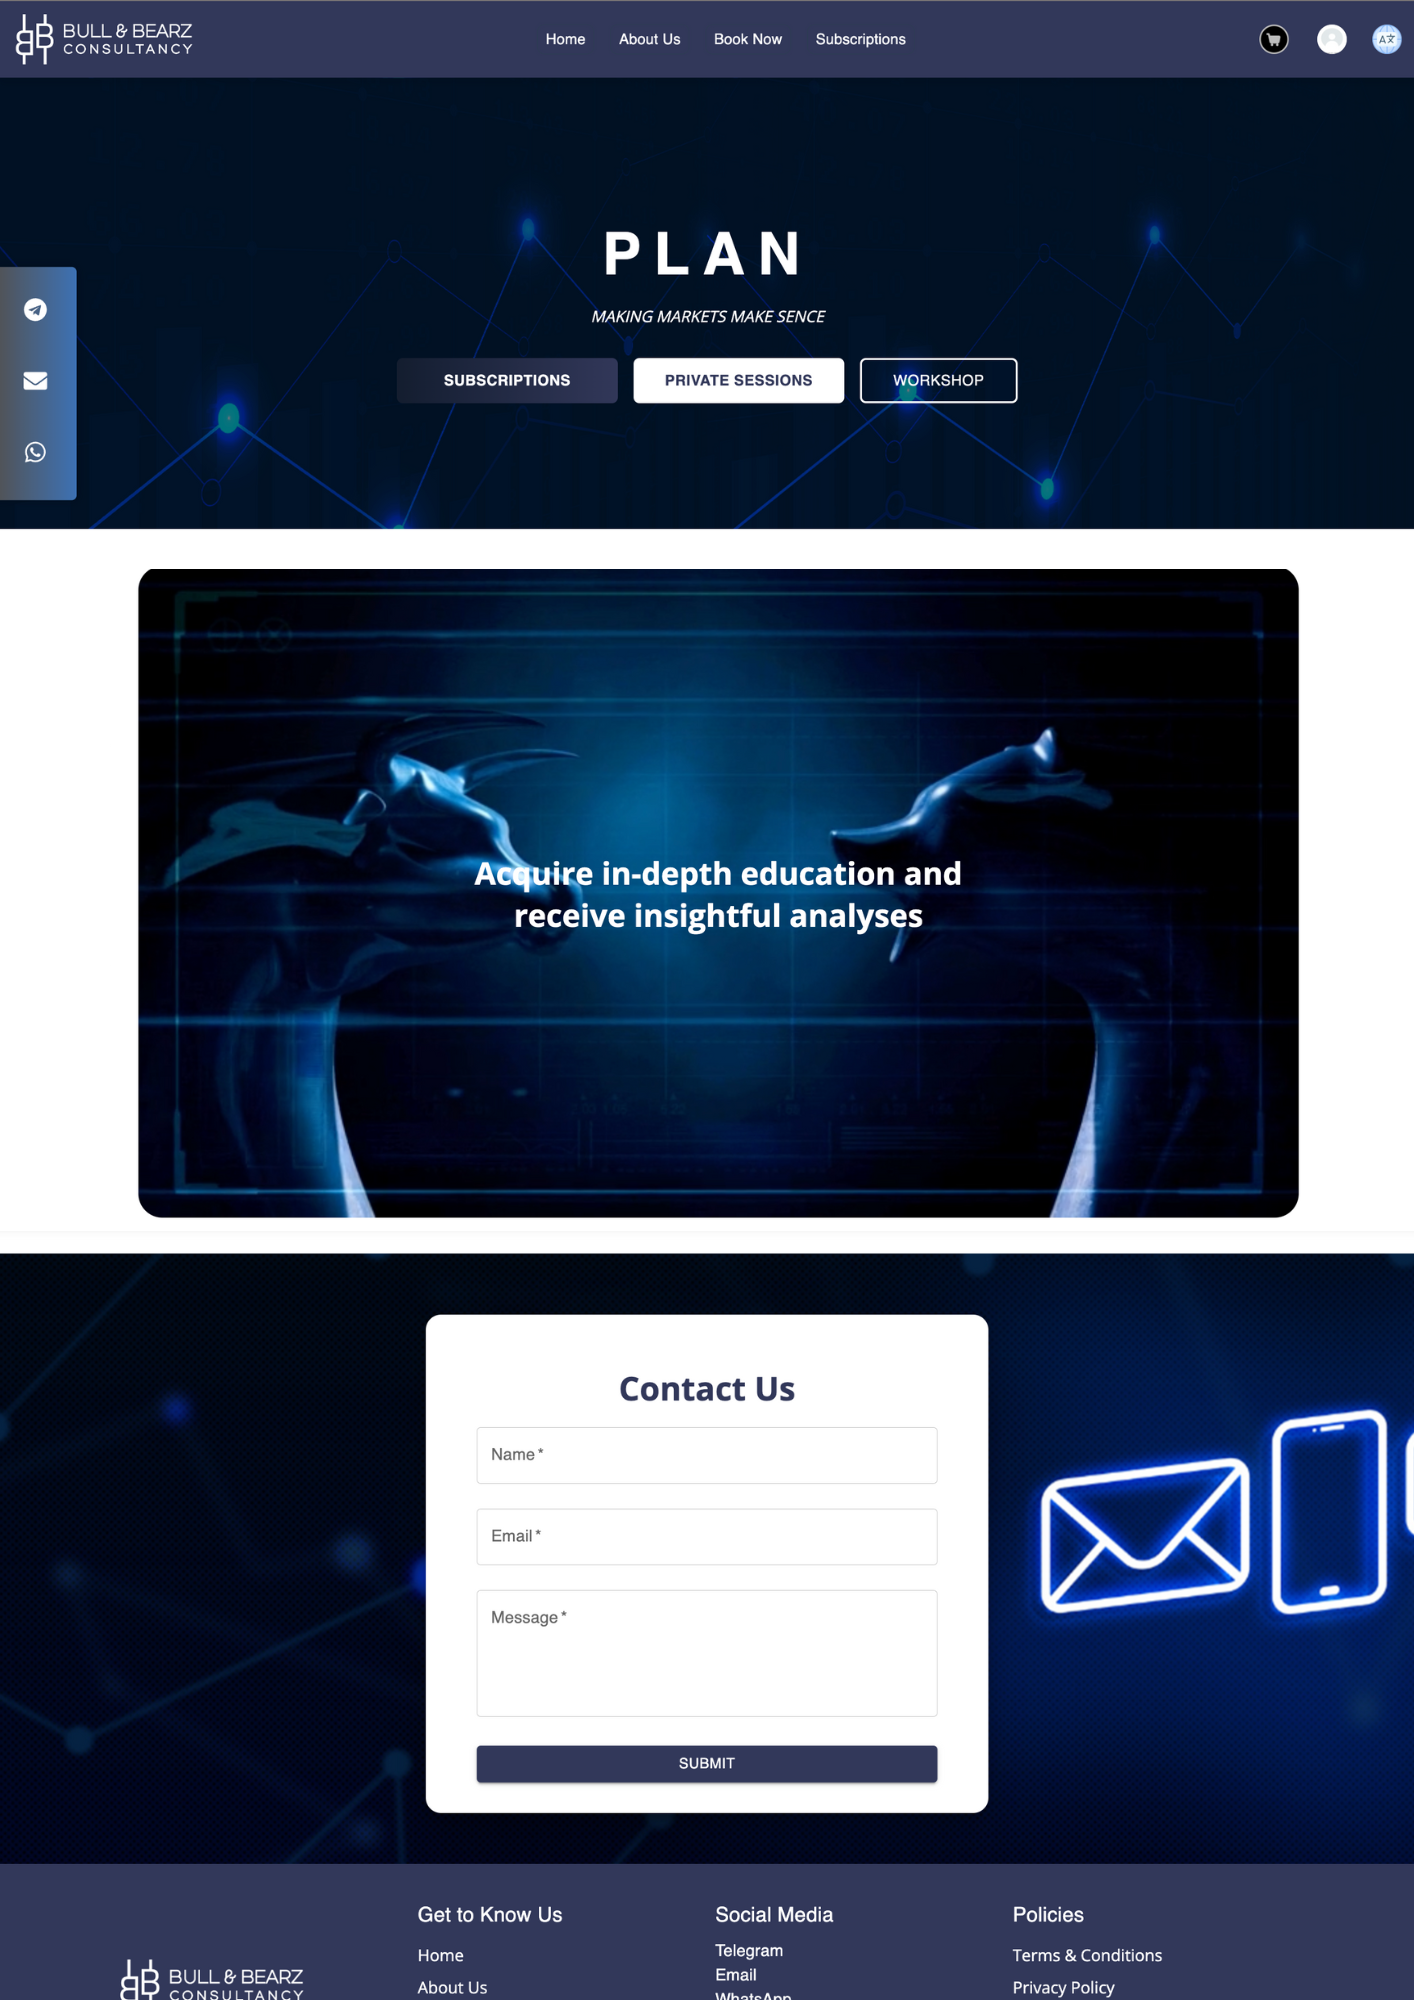 BULL & BEARZ
CONSULTANCY
Home
About Us
Book Now
Subscriptions
PLAN
MAKING MARKETS MAKE SENCE
SUBSCRIPTIONS
PRIVATE SESSIONS
WORKSHOP
Acquire in-depth education and
receive insightful analyses
Contact Us
Name *
Email *
Message *
SUBMIT
BULL & BEARZ
CONSULTANCY
Get to Know Us
Home
About Us
Social Media
Telegram
Email
WhatsApp
Policies
Terms & Conditions
Privacy Policy